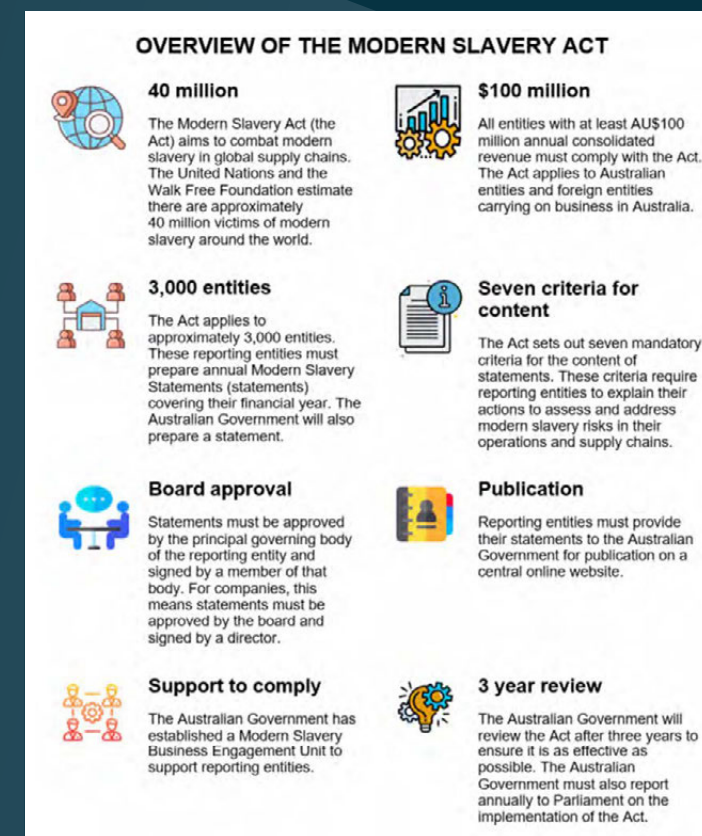 OVERVIEW OF THE MODERN SLAVERY ACT
40 million
The Modern Slavery Act (the
Act) aims to combat modern
slavery in global supply chains.
The United Nations and the
Walk Free Foundation estimate
there are approximately
40 million victims of modern
slavery around the world.
$100 million
All entities with at least AU$100
million annual consolidated
revenue must comply with the Act.
The Act applies to Australian
entities and foreign entities
carrying on business in Australia.
3,000 entities
The Act applies to
approximately 3,000 entities.
These reporting entities must
prepare annual Modern Slavery
Statements (statements)
covering their financial year. The
Australian Government will also
prepare a statement.
Seven criteria for
content
The Act sets out seven mandatory
criteria for the content of
statements. These criteria require
reporting entities to explain their
actions to assess and address
modern slavery risks in their
operations and supply chains.
Board approval
Statements must be approved
by the principal governing body
of the reporting entity and
signed by a member of that
body. For companies, this
means statements must be
approved by the board and
signed by a director.
Publication
Reporting entities must provide
their statements to the Australian
Government for publication on a
central online website.
Support to comply
The Australian Government has
established a Modern Slavery
Business Engagement Unit to
support reporting entities.
3 year review
The Australian Government will
review the Act after three years to
ensure it is as effective as
possible. The Australian
Government must also report
annually to Parliament on the
implementation of the Act.